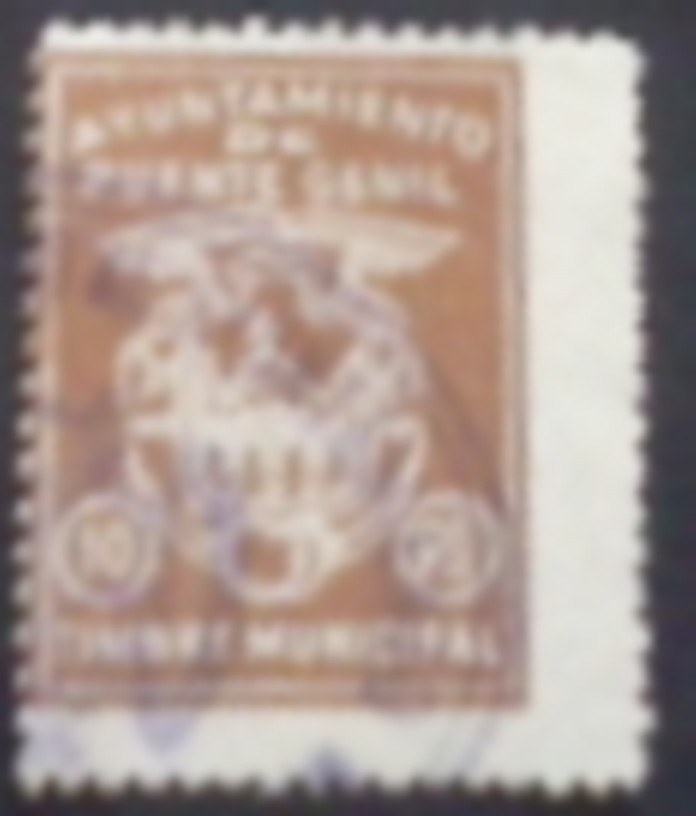 AYUNTAMIENTO
DE
PUENTE GENIL
10
TIMBRE MUNICIPAL